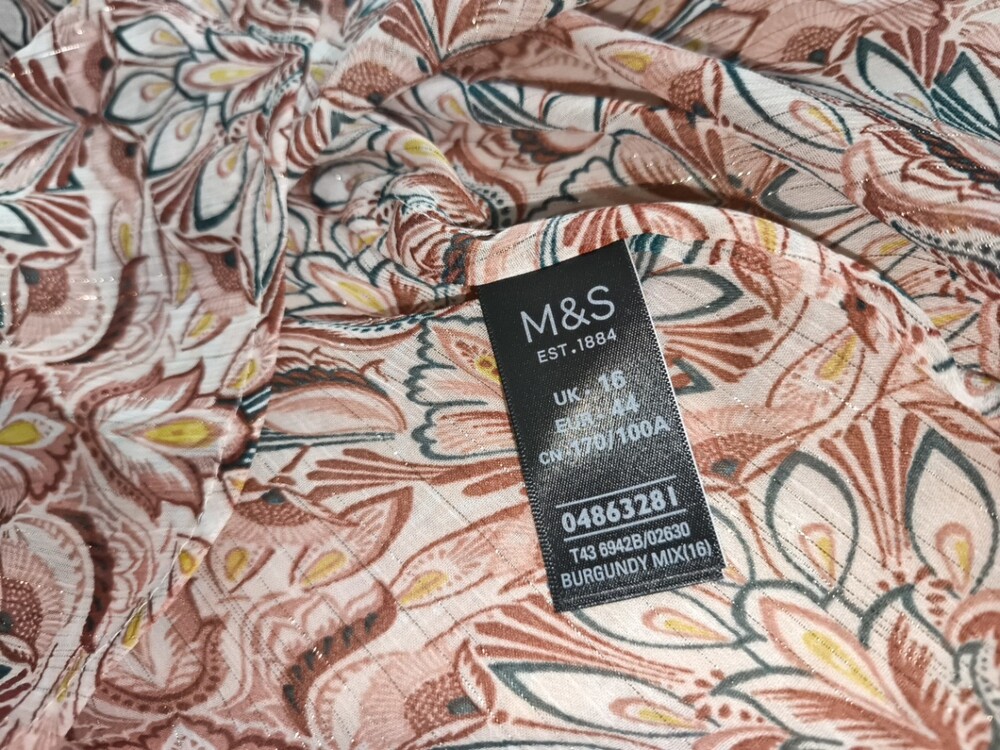 M&S
EST.1884
UK- 16
EUR- 44
CN-170/100A
04863281
T43 6942B/02630
BURGUNDY MIX(16)